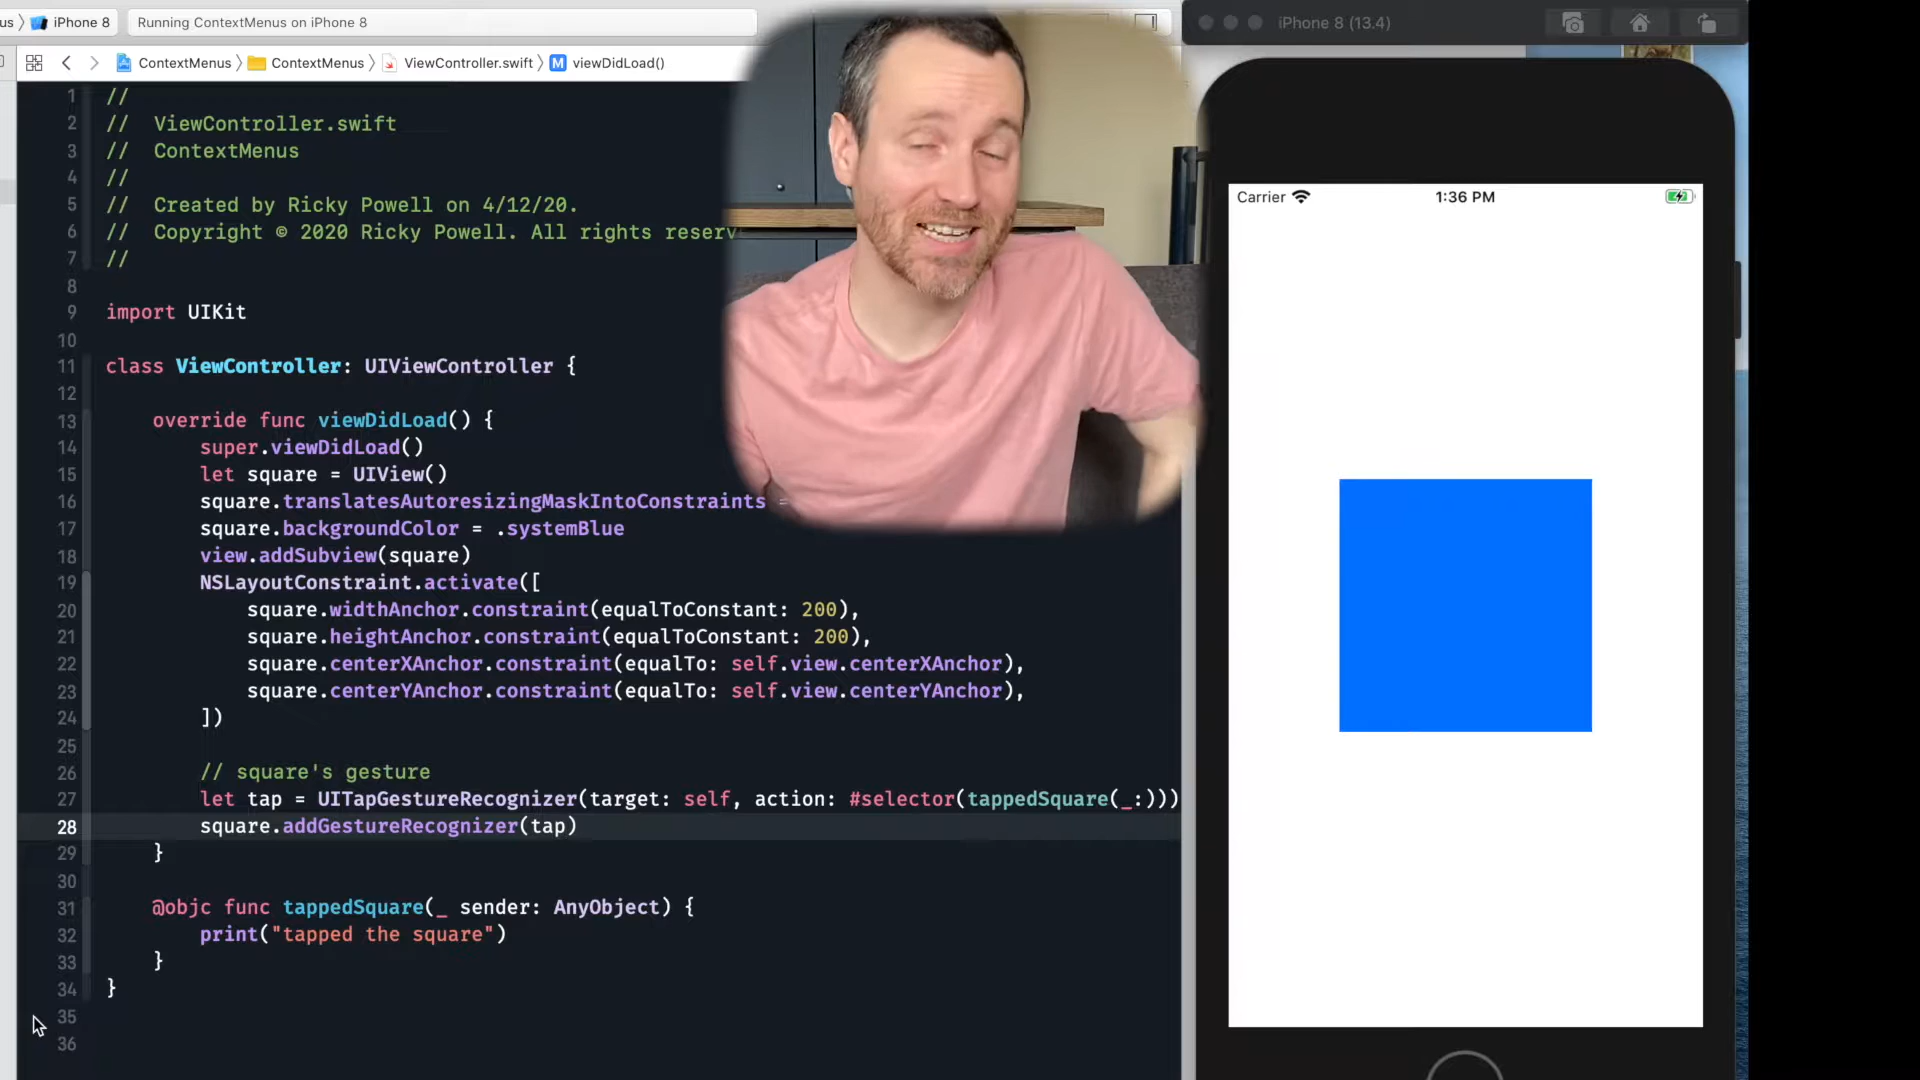 us 〉 iPhone 8
Running ContextMenus on iPhone 8
iPhone 8 (13.4)
ContextMenus 〉 ContextMenus 〉 ViewController.swift 〉 M viewDidLoad()
1 //
2 //  ViewController.swift
3 //  ContextMenus
4 //
5 //  Created by Ricky Powell on 4/12/20.
6 //  Copyright © 2020 Ricky Powell. All rights reserv
7 //
8
9 import UIKit
10
11 class ViewController: UIViewController {
12
13     override func viewDidLoad() {
14         super.viewDidLoad()
15         let square = UIView()
16         square.translatesAutoresizingMaskIntoConstraints =
17         square.backgroundColor = .systemBlue
18         view.addSubview(square)
19         NSLayoutConstraint.activate([
20             square.widthAnchor.constraint(equalToConstant: 200),
21             square.heightAnchor.constraint(equalToConstant: 200),
22             square.centerXAnchor.constraint(equalTo: self.view.centerXAnchor),
23             square.centerYAnchor.constraint(equalTo: self.view.centerYAnchor),
24         ])
25
26         // square's gesture
27         let tap = UITapGestureRecognizer(target: self, action: #selector(tappedSquare(_:)))
28         square.addGestureRecognizer(tap)
29     }
30
31     @objc func tappedSquare(_ sender: AnyObject) {
32         print("tapped the square")
33     }
34 }
35
36
Carrier 1:36 PM